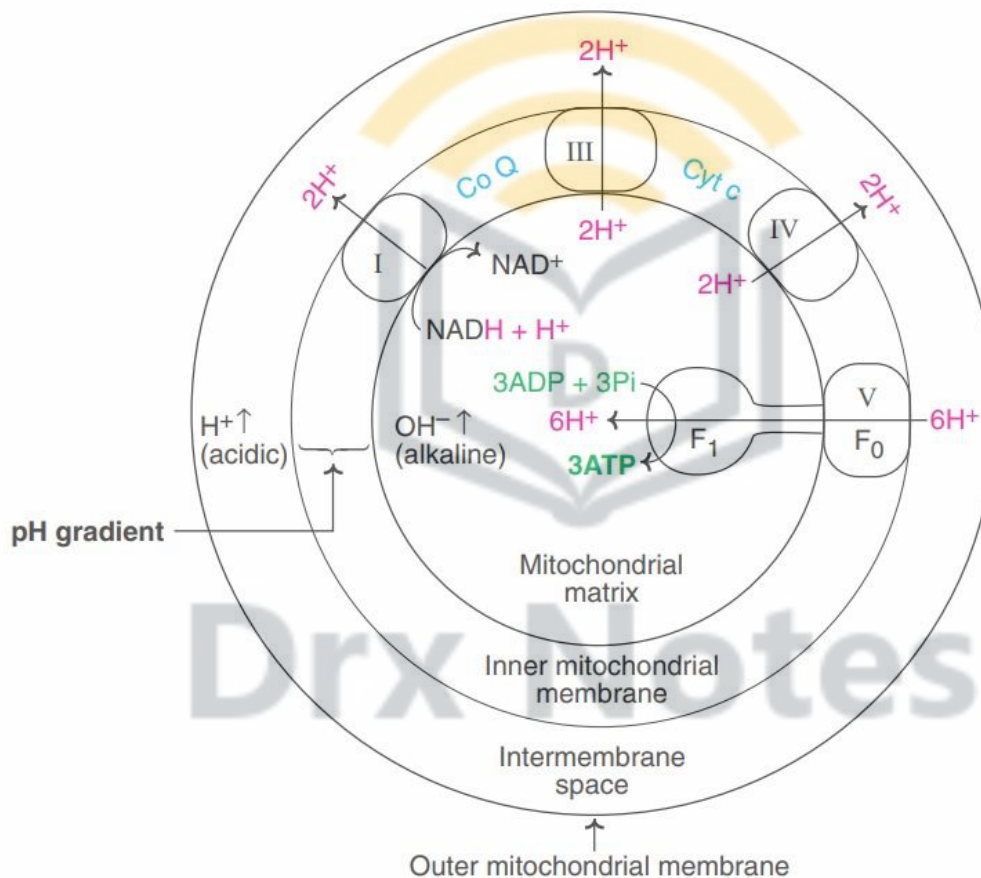 2H⁺
III
Co Q
Cyt c
2H⁺
2H⁺
I
IV
2H⁺
2H⁺
NAD⁺
NADH + H⁺
D
3ADP + 3Pi
V
H⁺↑
(acidic)
OH⁻↑
(alkaline)
6H⁺
F₁
F₀
6H⁺
3ATP
pH gradient
Mitochondrial
matrix
Drx Notes
Inner mitochondrial
membrane
Intermembrane
space
Outer mitochondrial membrane